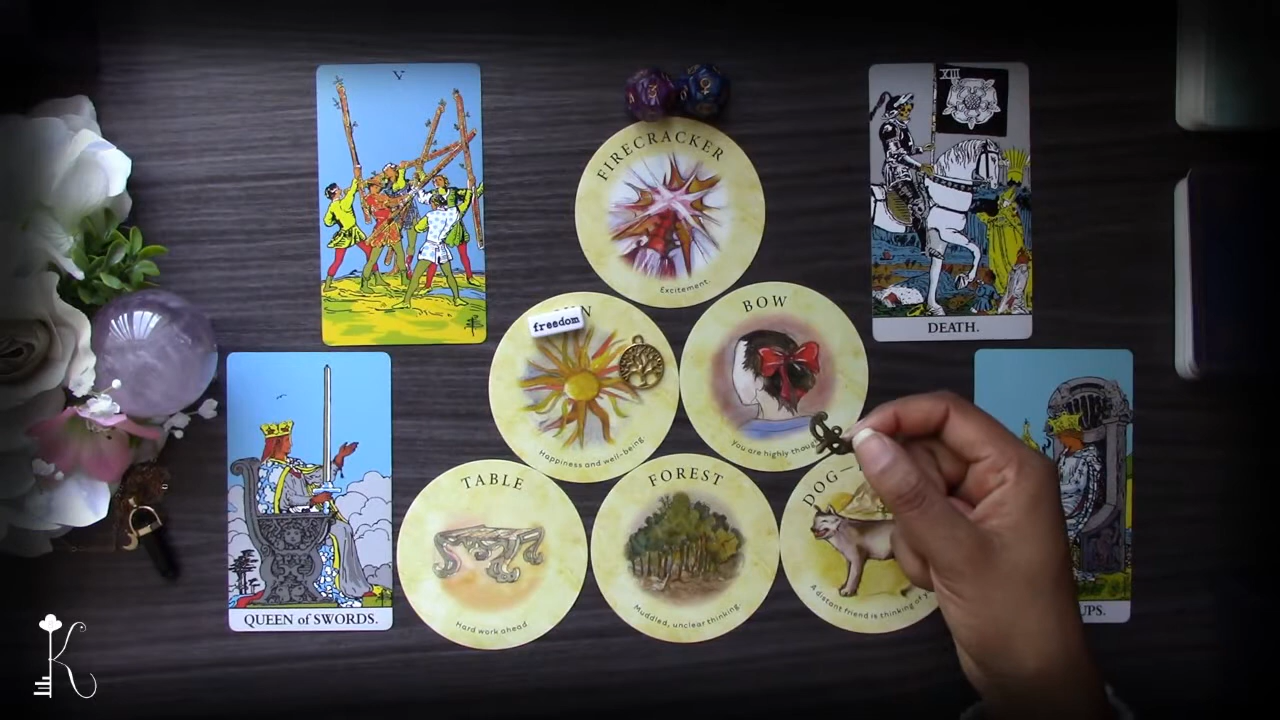 V
FIRECRACKER
Excitement.
XIII
DEATH.
freedom
Happiness and well-being.
BOW
You are highly
QUEEN of SWORDS.
TABLE
Hard work ahead
FOREST
Muddled, unclear thinking.
DOG—
A distant friend is thinking of
UPS.
K